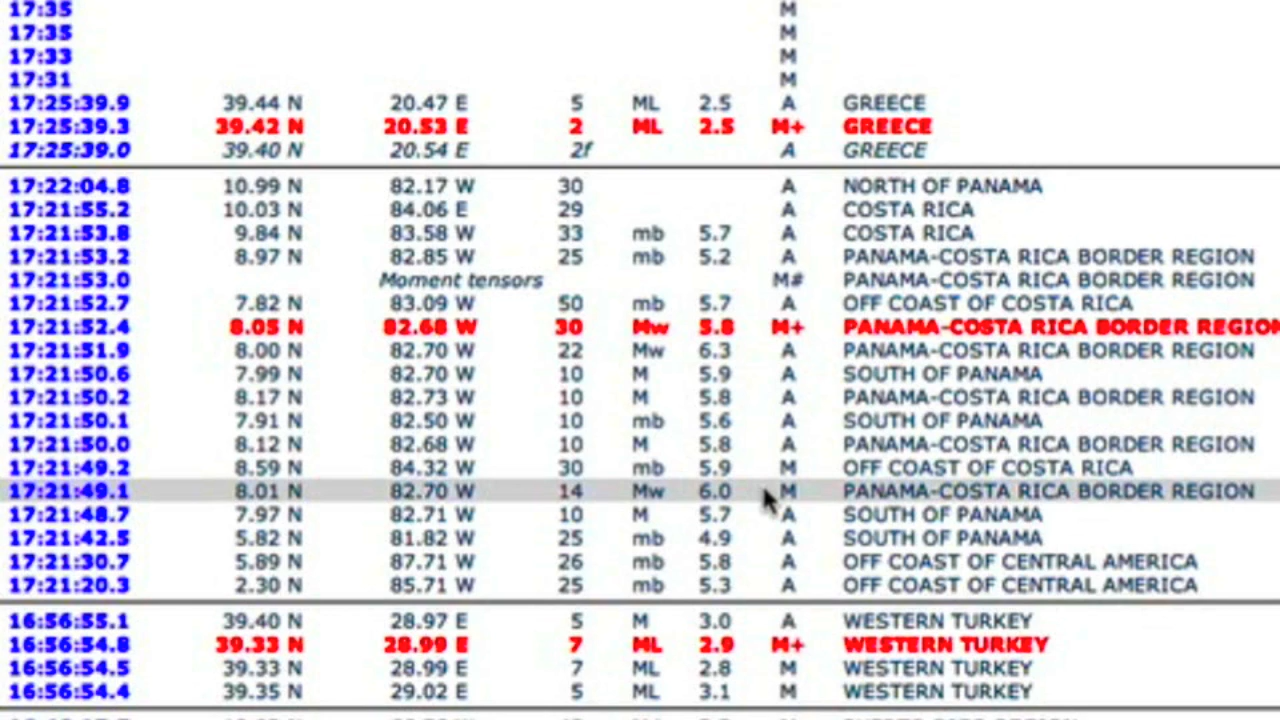 17:35 M
17:35 M
17:33 M
17:31 M
17:25:39.9 39.44 N 20.47 E 5 ML 2.5 A GREECE
17:25:39.3 39.42 N 20.53 E 2 ML 2.5 M+ GREECE
17:25:39.0 39.40 N 20.54 E 2f A GREECE
17:22:04.8 10.99 N 82.17 W 30 A NORTH OF PANAMA
17:21:55.2 10.03 N 84.06 E 29 A COSTA RICA
17:21:53.8 9.84 N 83.58 W 33 mb 5.7 A COSTA RICA
17:21:53.2 8.97 N 82.85 W 25 mb 5.2 A PANAMA-COSTA RICA BORDER REGION
17:21:53.0 Moment tensors M# PANAMA-COSTA RICA BORDER REGION
17:21:52.7 7.82 N 83.09 W 50 mb 5.7 A OFF COAST OF COSTA RICA
17:21:52.4 8.05 N 82.68 W 30 Mw 5.8 M+ PANAMA-COSTA RICA BORDER REGION
17:21:51.9 8.00 N 82.70 W 22 Mw 6.3 A PANAMA-COSTA RICA BORDER REGION
17:21:50.6 7.99 N 82.70 W 10 M 5.9 A SOUTH OF PANAMA
17:21:50.2 8.17 N 82.73 W 10 M 5.8 A PANAMA-COSTA RICA BORDER REGION
17:21:50.1 7.91 N 82.50 W 10 mb 5.6 A SOUTH OF PANAMA
17:21:50.0 8.12 N 82.68 W 10 M 5.8 A PANAMA-COSTA RICA BORDER REGION
17:21:49.2 8.59 N 84.32 W 30 mb 5.9 M OFF COAST OF COSTA RICA
17:21:49.1 8.01 N 82.70 W 14 Mw 6.0 M PANAMA-COSTA RICA BORDER REGION
17:21:48.7 7.97 N 82.71 W 10 M 5.7 A SOUTH OF PANAMA
17:21:42.5 5.82 N 81.82 W 25 mb 4.9 A SOUTH OF PANAMA
17:21:30.7 5.89 N 87.71 W 26 mb 5.8 A OFF COAST OF CENTRAL AMERICA
17:21:20.3 2.30 N 85.71 W 25 mb 5.3 A OFF COAST OF CENTRAL AMERICA
16:56:55.1 39.40 N 28.97 E 5 M 3.0 A WESTERN TURKEY
16:56:54.8 39.33 N 28.99 E 7 ML 2.9 M+ WESTERN TURKEY
16:56:54.5 39.33 N 28.99 E 7 ML 2.8 M WESTERN TURKEY
16:56:54.4 39.35 N 29.02 E 5 ML 3.1 M WESTERN TURKEY